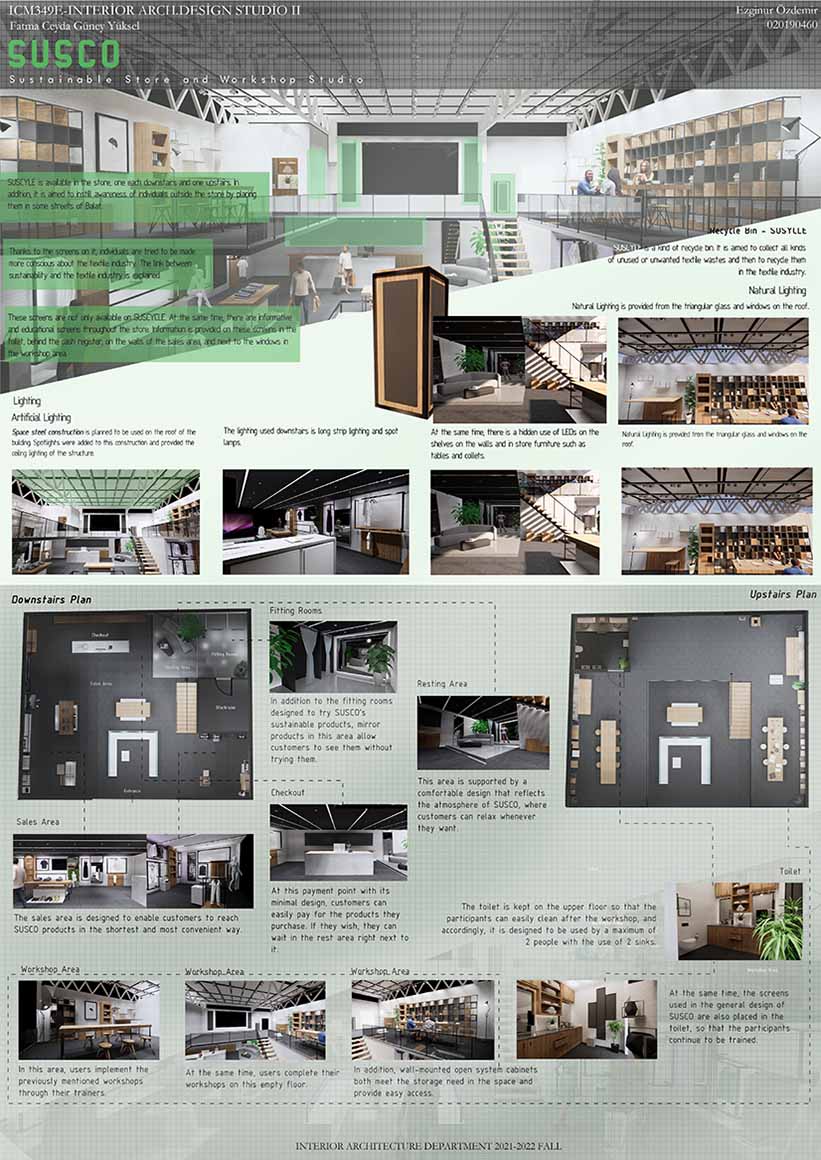 ICM349E-INTERİOR ARCH.DESİGN STUDİO II
Fatma Ceyda Güney Yüksel
Ezginur Özdemir
020190460
SUSCO
Sustainable Store and Workshop Studio
SUSCYLE is available in the store, one each downstairs and one upstairs. In
addition, it is aimed to instill awareness of individuals outside the store by placing
them in some streets of Balat.
Thanks to the screens on it, individuals are tried to be made
more conscious about the textile industry. The link between
sustainability and the textile industry is explained.
These screens are not only available on SUSCYCLE. At the same time, there are informative
and educational screens throughout the store. Information is provided on these screens in the
toilet, behind the cash register, on the walls of the sales area, and next to the windows in
the workshop area.
Recycle Bin -
is a kind of recycle bin. It is aimed to collect all kinds
of unused or unwanted textile wastes and then to recycle them
in the textile industry.
Natural Lighting
Natural Lighting is provided from the triangular glass and windows on the roof.
Lighting
Artificial Lighting
Space steel construction is planned to be used on the roof of the
building. Spotlights were added to this construction and provided the
ceiling lighting of the structure.
The lighting used downstairs is long strip lighting and spot
lamps.
At the same time, there is a hidden use of LEDs on the
shelves on the walls and in store furniture such as
tables and collets.
Natural Lighting is provided from the triangular glass and windows on the
roof.
Downstairs Plan
Upstairs Plan
Checkout
Resting Area
Fitting Rooms
Sales Area
Storeroom
Entrance
Fitting Rooms
In addition to the fitting rooms
designed to try SUSCO's
sustainable products, mirror
products in this area allow
customers to see them without
trying them.
Resting Area
This area is supported by a
comfortable design that reflects
the atmosphere of SUSCO, where
customers can relax whenever
they want.
Checkout
At this payment point with its
minimal design, customers can
easily pay for the products they
purchase. If they wish, they can
wait in the rest area right next to
it.
Sales Area
The sales area is designed to enable customers to reach
SUSCO products in the shortest and most convenient way.
Toilet
The toilet is kept on the upper floor so that the
participants can easily clean after the workshop, and
accordingly, it is designed to be used by a maximum of
2 people with the use of 2 sinks.
Workshop Area
Workshop Area
Workshop Area
Workshop Area
In this area, users implement the
previously mentioned workshops
through their trainers.
At the same time, users complete their
workshops on this empty floor.
In addition, wall-mounted open system cabinets
both meet the storage need in the space and
provide easy access.
At the same time, the screens
used in the general design of
SUSCO are also placed in the
toilet, so that the participants
continue to be trained.
INTERIOR ARCHITECTURE DEPARTMENT 2021-2022 FALL